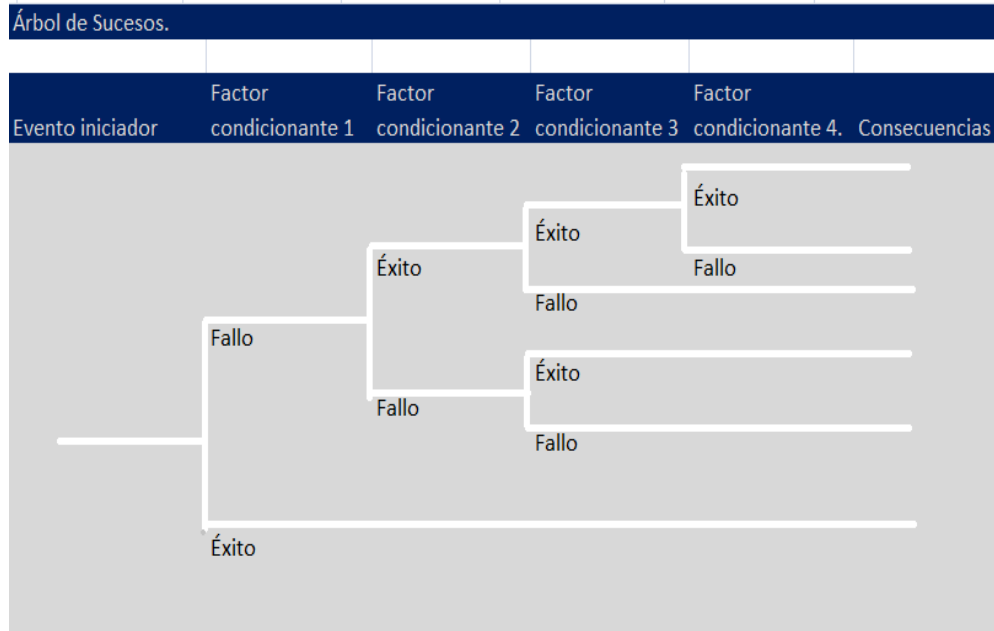 Árbol de Sucesos.
Factor Factor Factor Factor
Evento iniciador condicionante 1 condicionante 2 condicionante 3 condicionante 4. Consecuencias
Éxito
Éxito
Éxito Fallo
Fallo
Fallo
Éxito
Fallo
Fallo
Éxito